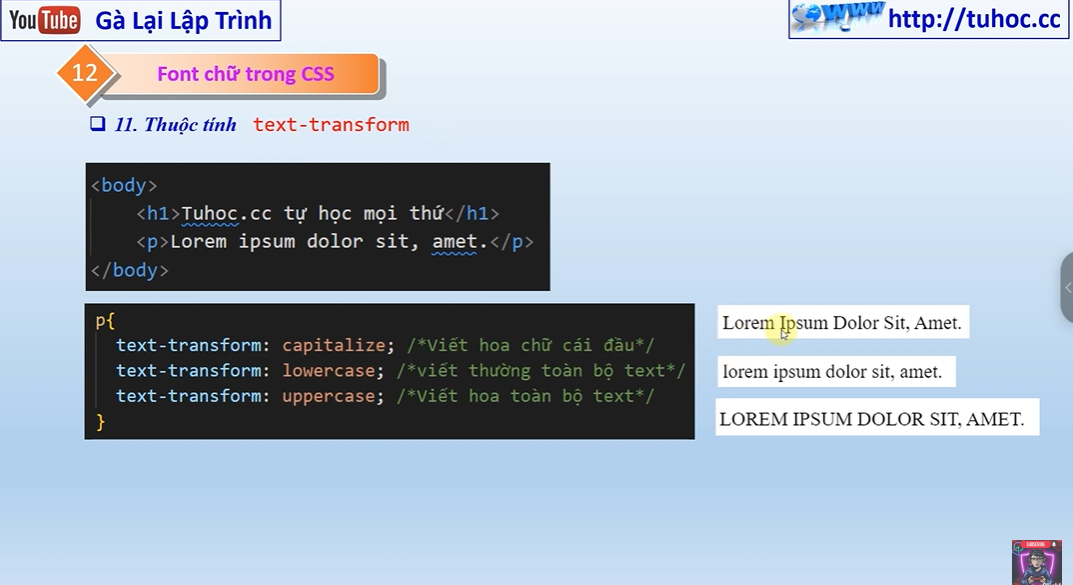 YouTube Gà Lại Lập Trình
WWW http://tuhoc.cc
12 Font chữ trong CSS
11. Thuộc tính text-transform
<body>
<h1>Tuhoc.cc tự học mọi thứ</h1>
<p>Lorem ipsum dolor sit, amet.</p>
</body>
p{
text-transform: capitalize; /*Viết hoa chữ cái đầu*/
text-transform: lowercase; /*viết thường toàn bộ text*/
text-transform: uppercase; /*Viết hoa toàn bộ text*/
}
Lorem Ipsum Dolor Sit, Amet.
lorem ipsum dolor sit, amet.
LOREM IPSUM DOLOR SIT, AMET.
SUBSCRIBE